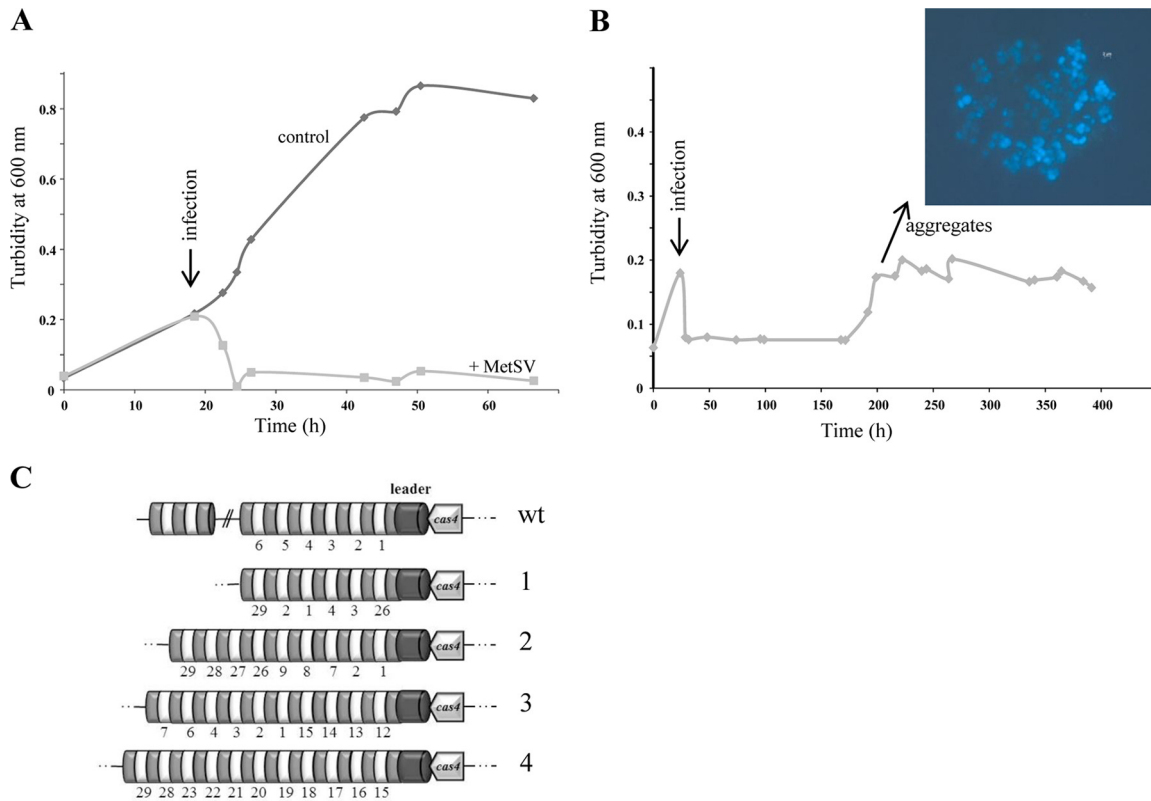 A
Turbidity at 600 nm
0.8
0.6
0.4
0.2
0
0 20 40 60
Time (h)
infection
control
+ MetSV
B
Turbidity at 600 nm
0.4
0.3
0.2
0.1
0
0 50 100 150 200 250 300 350 400
Time (h)
infection
aggregates
C
leader
cas4 wt
6 5 4 3 2 1
cas4 1
29 2 1 4 3 26
cas4 2
29 28 27 26 9 8 7 2 1
cas4 3
7 6 4 3 2 1 15 14 13 12
cas4 4
29 28 23 22 21 20 19 18 17 16 15